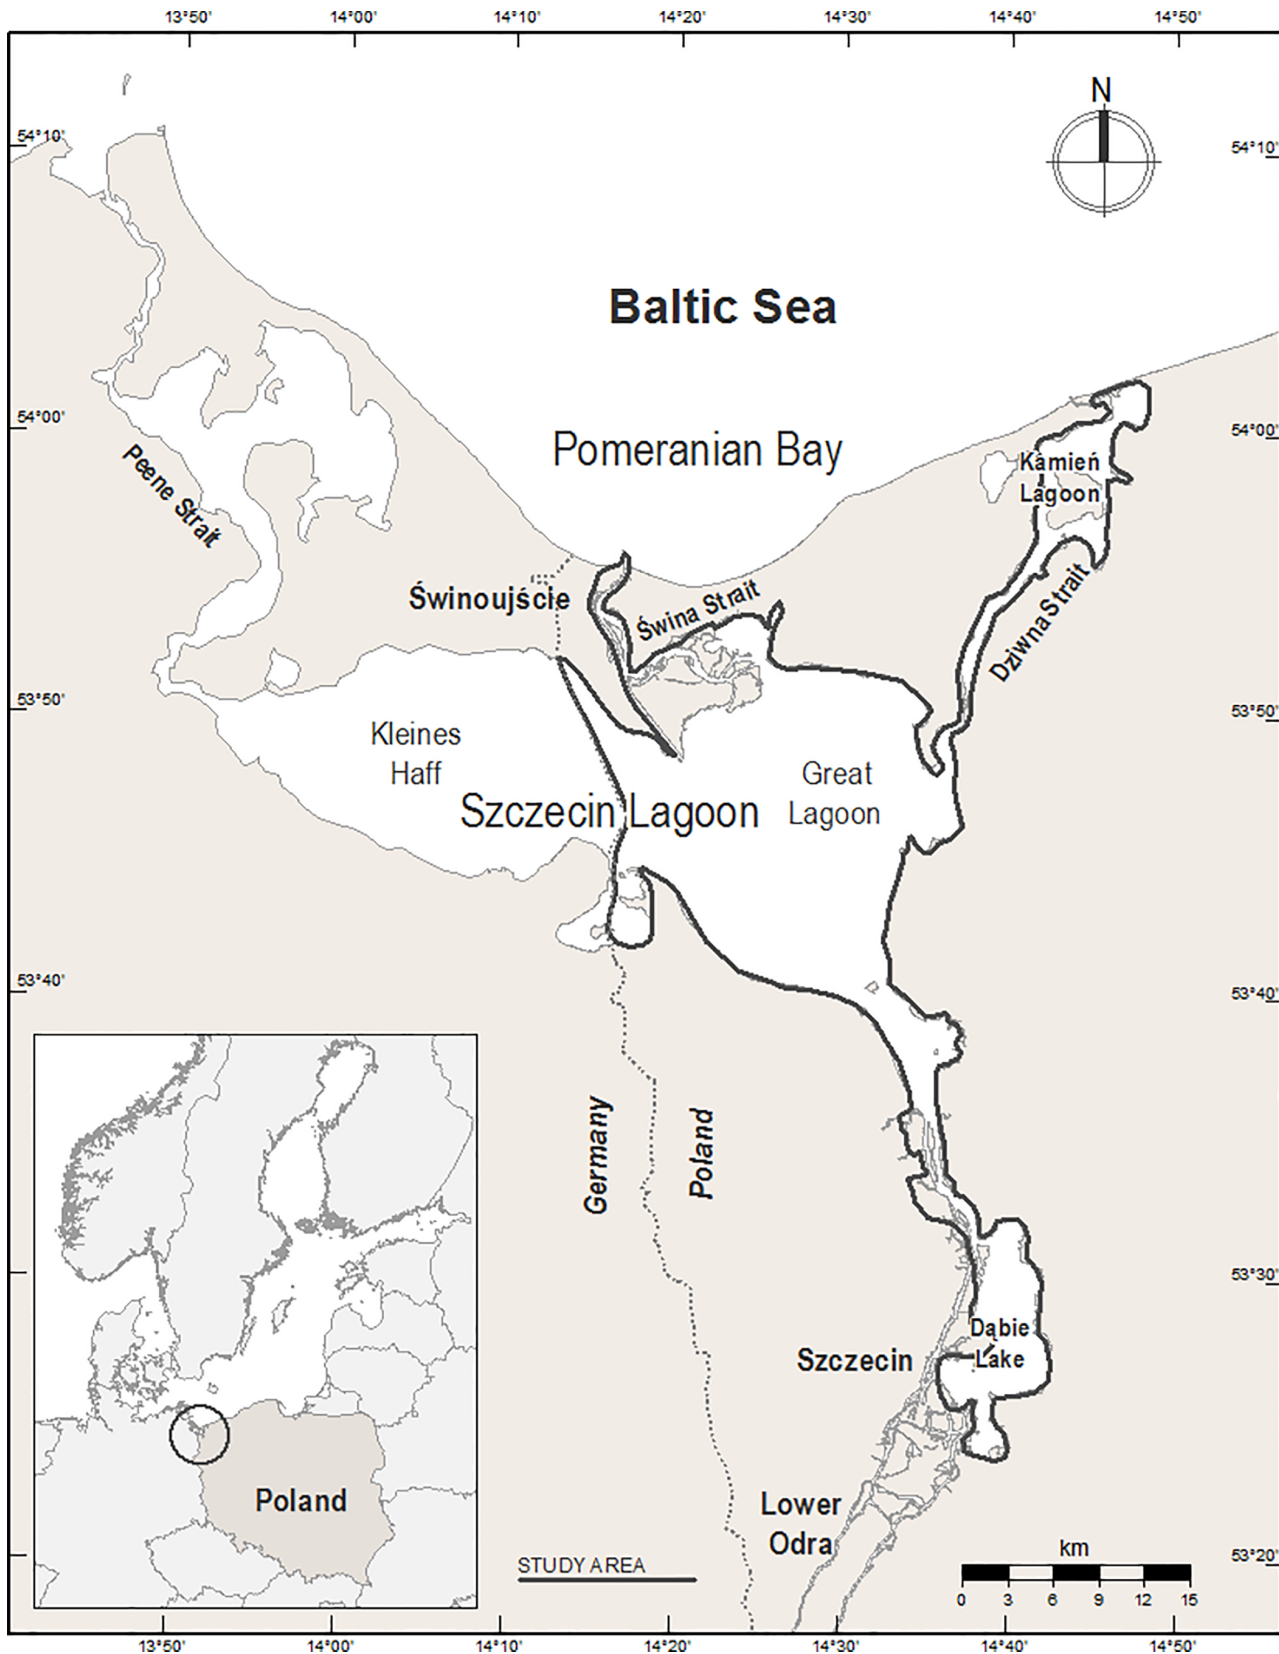 13°50'
14°00'
14°10'
14°20'
14°30'
14°40'
14°50'
N
54°10'
54°10'
Baltic Sea
54°00'
54°00'
Pomeranian Bay
Peene Strait
Kamień
Lagoon
Świnoujście
Świna Strait
Dziwna Strait
53°50'
53°50'
Kleines
Haff
Great
Lagoon
Szczecin Lagoon
53°40'
53°40'
Germany
Poland
53°30'
Dąbie
Lake
Szczecin
Poland
Lower
Odra
STUDY AREA
km
0 3 6 9 12 15
53°20'
13°50'
14°00'
14°10'
14°20'
14°30'
14°40'
14°50'